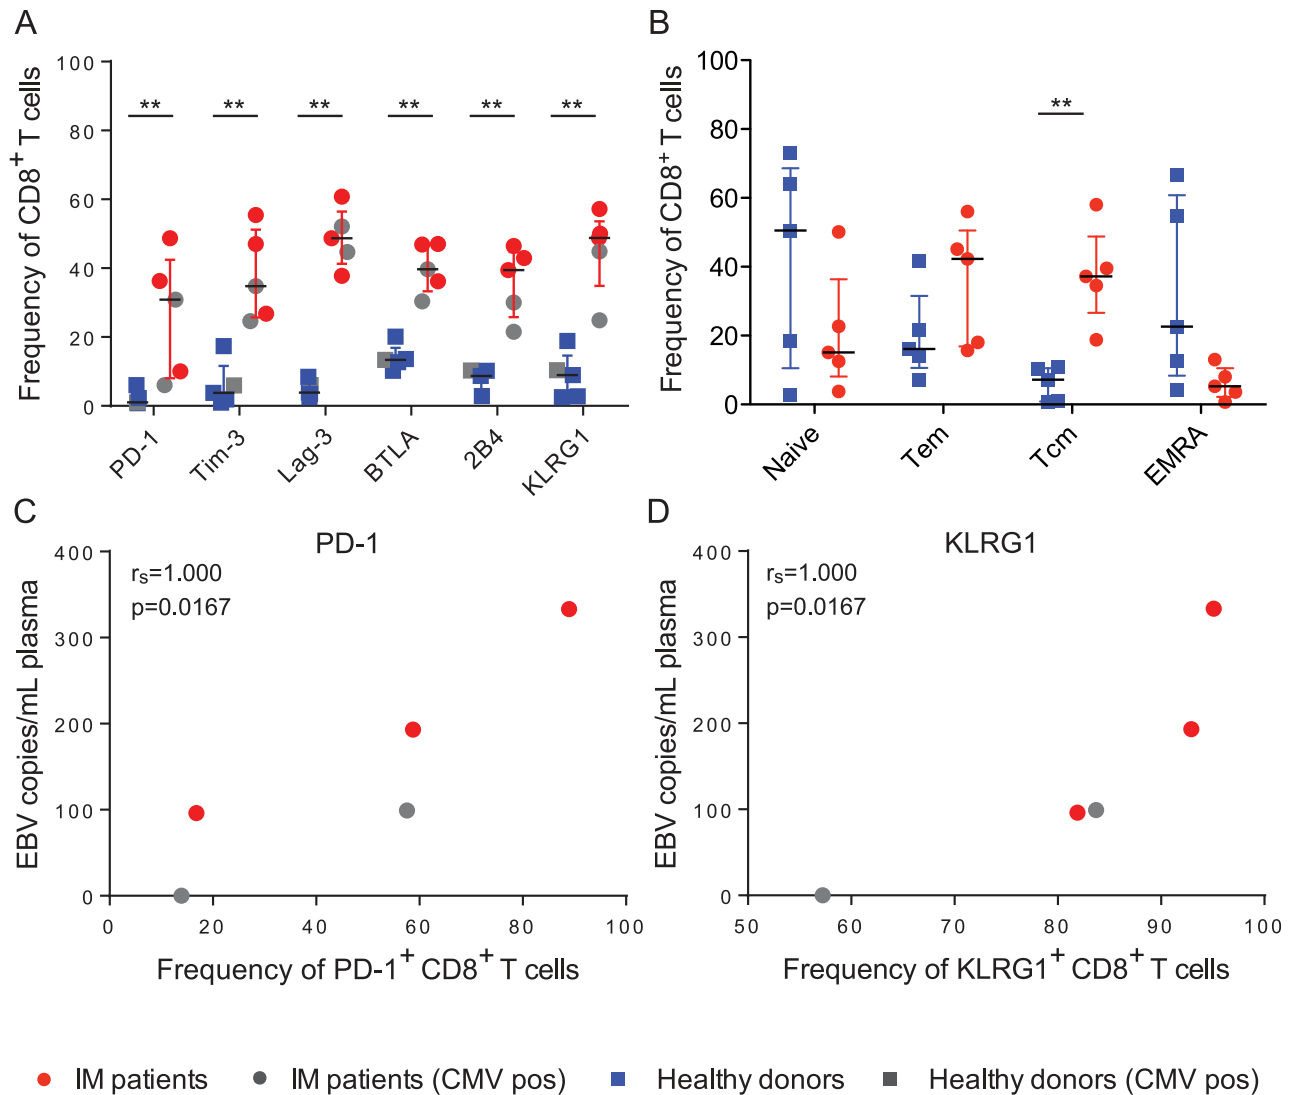 A
Frequency of CD8+ T cells
100
80
60
40
20
0
** ** ** ** ** **
PD-1 Tim-3 Lag-3 BTLA 2B4 KLRG1
B
Frequency of CD8+ T cells
100
80
60
40
20
0
**
Naive Tem Tcm EMRA
C
PD-1
rs=1.000
p=0.0167
EBV copies/mL plasma
400
300
200
100
0
0 20 40 60 80 100
Frequency of PD-1+ CD8+ T cells
D
KLRG1
rs=1.000
p=0.0167
EBV copies/mL plasma
400
300
200
100
0
50 60 70 80 90 100
Frequency of KLRG1+ CD8+ T cells
IM patients IM patients (CMV pos) Healthy donors Healthy donors (CMV pos)